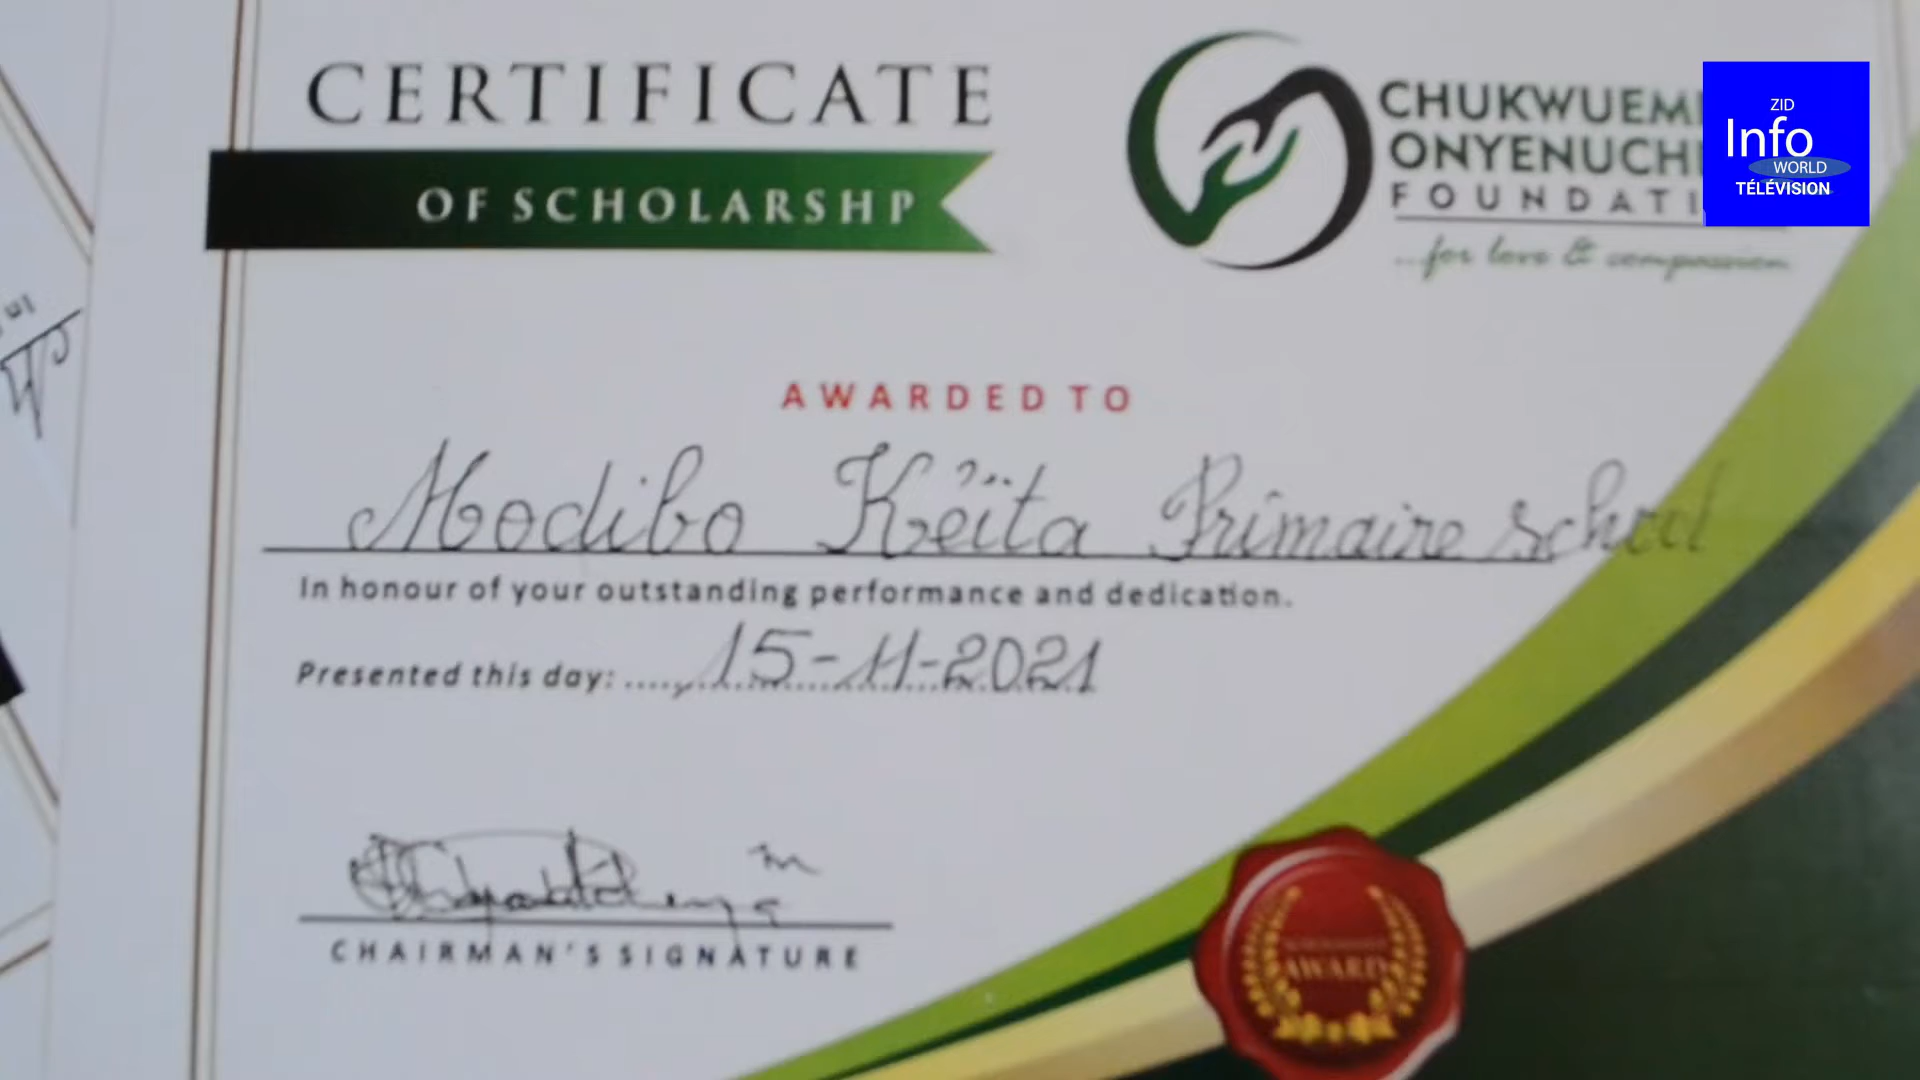 CERTIFICATE
OF SCHOLARSHP
CHUKWUEM
ONYENUCH
FOUNDATI
...for love & compassion
ZID
Info
WORLD
TÉLÉVISION
AWARDED TO
Modibo Kéïta Primaire school
In honour of your outstanding performance and dedication.
Presented this day: 15-11-2021
CHAIRMAN'S SIGNATURE
AWARD